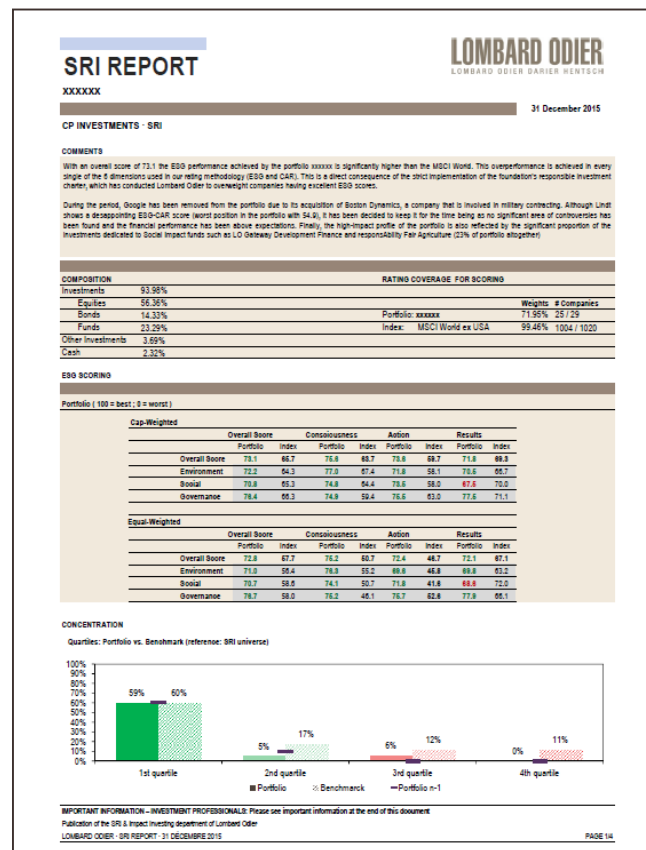 SRI REPORT
LOMBARD ODIER
LOMBARD ODIER DARIER HENTSCH
xxxxxx
31 December 2015
CP INVESTMENTS - SRI
COMMENTS
With an overall score of 73.1 the ESG performance achieved by the portfolio xxxxxx is significantly higher than the MSCI World. This overperformance is achieved in every
single of the 6 dimensions used in our rating methodology (ESG and CAR). This is a direct consequence of the strict implementation of the foundation's responsible investment
charter, which has conducted Lombard Odier to overweight companies having excellent ESG scores.
During the period, Google has been removed from the portfolio due to its acquisition of Boston Dynamics, a company that is involved in military contracting. Although Lindt
shows a desappointing ESG-CAR score (worst position in the portfolio with 54.9), it has been decided to keep it for the time being as no significant area of controversies has
been found and the financial performance has been above expectations. Finally, the high-impact profile of the portfolio is also reflected by the significant proportion of the
investments dedicated to Social Impact funds such as LO Gateway Development Finance and responsAbility Fair Agriculture (23% of portfolio altogether)
COMPOSITION RATING COVERAGE FOR SCORING
Investments 93.98%
Equities 56.36% Weights # Companies
Bonds 14.33% Portfolio: xxxxxx 71.95% 25 / 29
Funds 23.29% Index: MSCI World ex USA 99.46% 1004 / 1020
Other Investments 3.69%
Cash 2.32%
ESG SCORING
Portfolio ( 100 = best ; 0 = worst )
Cap-Weighted
Overall Score Consciousness Action Results
Portfolio Index Portfolio Index Portfolio Index Portfolio Index
Overall Score 73.1 65.7 75.6 63.7 73.6 59.7 71.8 69.3
Environment 72.2 64.3 77.0 67.4 71.8 58.1 70.5 66.7
Social 70.8 65.3 74.8 64.4 73.5 58.0 67.5 70.0
Governance 76.4 66.3 74.9 59.4 75.5 63.0 77.5 71.1
Equal-Weighted
Overall Score Consciousness Action Results
Portfolio Index Portfolio Index Portfolio Index Portfolio Index
Overall Score 72.8 57.7 75.2 50.7 72.4 46.7 72.1 67.1
Environment 71.0 56.4 76.3 55.2 69.6 45.8 69.8 63.2
Social 70.7 58.6 74.1 50.7 71.8 41.6 68.6 72.0
Governance 76.7 58.0 75.2 46.1 75.7 52.6 77.9 66.1
CONCENTRATION
Quartiles: Portfolio vs. Benchmark (reference: SRI universe)
100%
90%
80%
70%
60%
50%
40%
30%
20%
10%
0%
59% 60% 5% 17% 6% 12% 0% 11%
1st quartile 2nd quartile 3rd quartile 4th quartile
Portfolio Benchmarck Portfolio n-1
IMPORTANT INFORMATION – INVESTMENT PROFESSIONALS: Please see important information at the end of this document
Publication of the SRI & Impact Investing department of Lombard Odier
LOMBARD ODIER - SRI REPORT - 31 DECEMBER 2015 PAGE 1/4